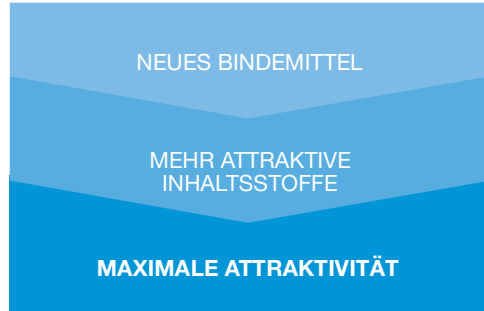 NEUES BINDEMITTEL
MEHR ATTRAKTIVE
INHALTSSTOFFE
MAXIMALE ATTRAKTIVITÄT